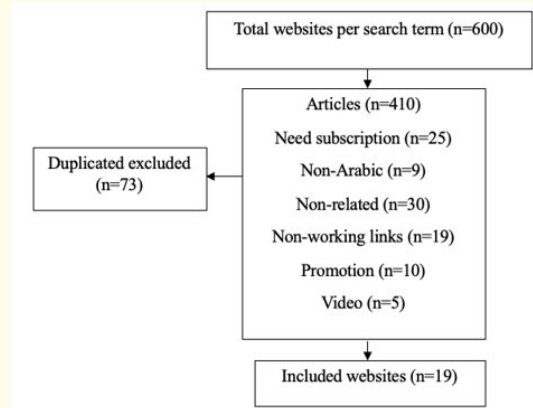 Total websites per search term (n=600)
Articles (n=410)
Need subscription (n=25)
Non-Arabic (n=9)
Non-related (n=30)
Non-working links (n=19)
Promotion (n=10)
Video (n=5)
Duplicated excluded
(n=73)
Included websites (n=19)